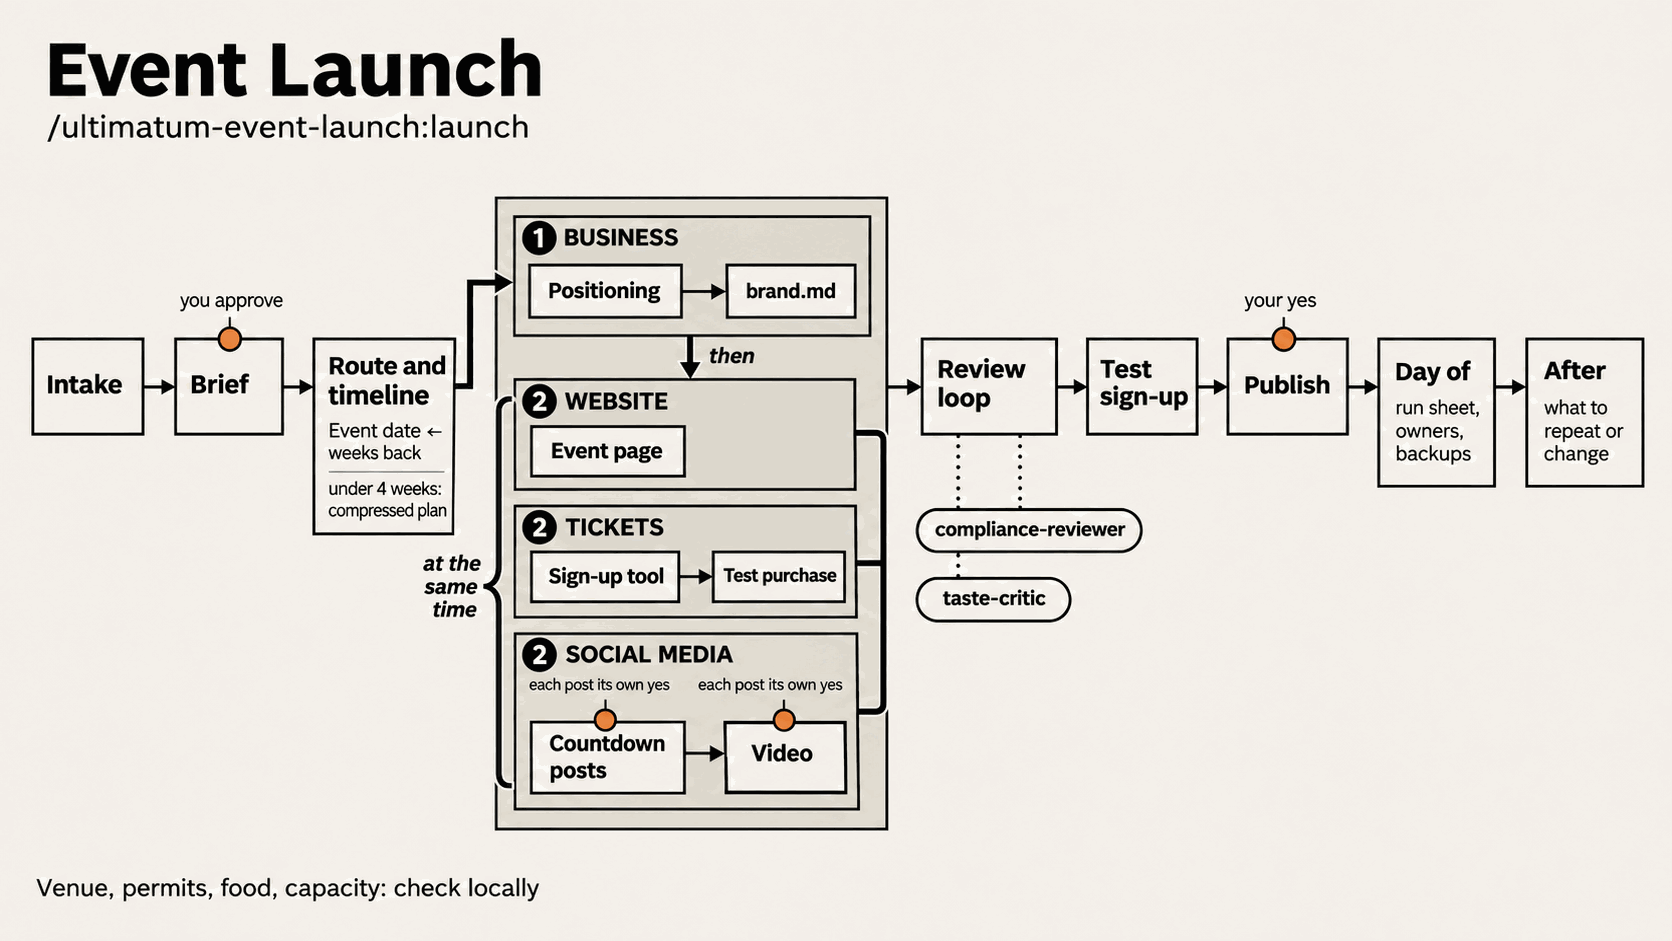 Event Launch
/ultimatum-event-launch:launch
Intake
you approve
Brief
Route and
timeline
Event date ←
weeks back
under 4 weeks:
compressed plan
1 BUSINESS
Positioning
brand.md
then
at the
same
time
2 WEBSITE
Event page
2 TICKETS
Sign-up tool
Test purchase
2 SOCIAL MEDIA
each post its own yes
each post its own yes
Countdown
posts
Video
Review
loop
compliance-reviewer
taste-critic
Test
sign-up
your yes
Publish
Day of
run sheet,
owners,
backups
After
what to
repeat or
change
Venue, permits, food, capacity: check locally